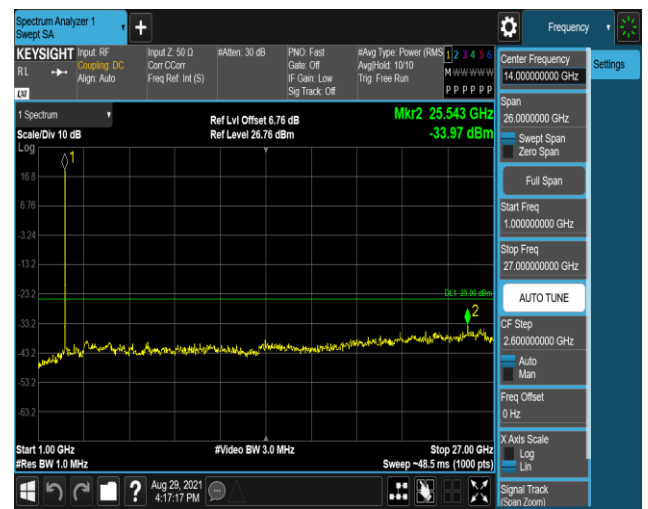 Spectrum Analyzer 1
Swept SA
Frequency
KEYSIGHT
RL
Input: RF
Coupling: DC
Align: Auto
Input Z: 50 Ω
Corr CCorr
Freq Ref: Int (S)
#Atten: 30 dB
PNO: Fast
Gate: Off
IF Gain: Low
Sig Track: Off
#Avg Type: Power (RMS
Avg|Hold: 10/10
Trig: Free Run
1 2 3 4 5 6
M W W W W W
P P P P P P
1 Spectrum
Scale/Div 10 dB
Log
Ref Lvl Offset 6.76 dB
Ref Level 26.76 dBm
Mkr2 25.543 GHz
-33.97 dBm
1
16.8
6.76
-3.24
-13.2
-23.2
-33.2
-43.2
-53.2
-63.2
DL1 -25.00 dBm
2
Start 1.00 GHz
#Res BW 1.0 MHz
#Video BW 3.0 MHz
Stop 27.00 GHz
Sweep ~48.5 ms (1000 pts)
?
Aug 29, 2021
4:17:17 PM
Center Frequency
14.000000000 GHz
Settings
Span
26.0000000 GHz
Swept Span
Zero Span
Full Span
Start Freq
1.000000000 GHz
Stop Freq
27.000000000 GHz
AUTO TUNE
CF Step
2.600000000 GHz
Auto
Man
Freq Offset
0 Hz
X Axis Scale
Log
Lin
Signal Track
(Span Zoom)